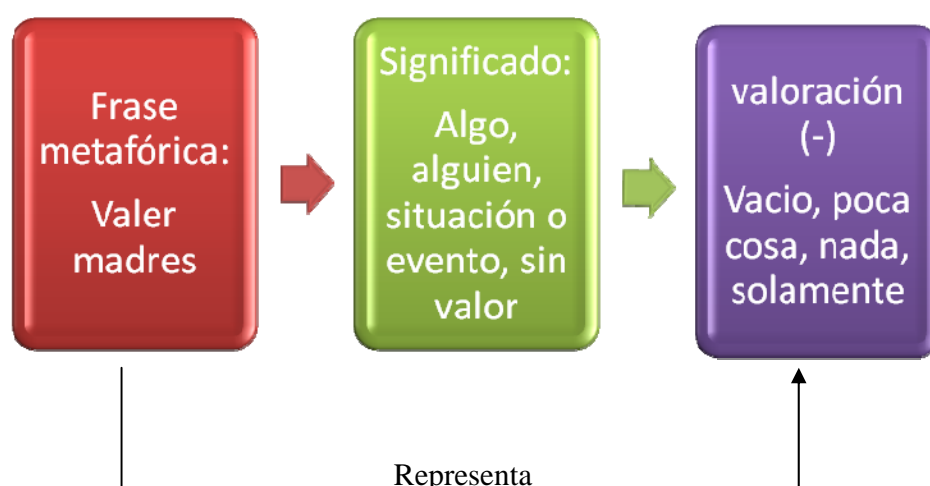 Frase
metafórica:
Valer
madres
Significado:
Algo,
alguien,
situación o
evento, sin
valor
valoración
(-)
Vacio, poca
cosa, nada,
solamente
Representa